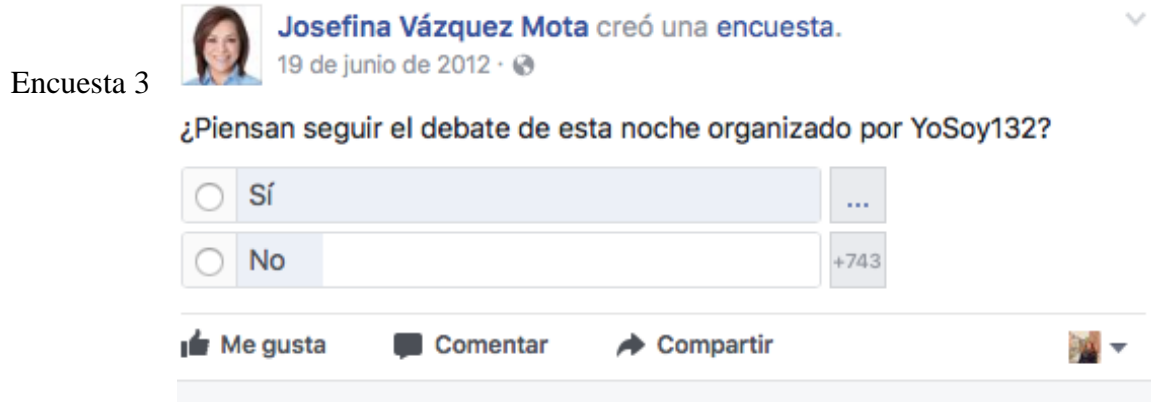 Josefina Vázquez Mota creó una encuesta.
19 de junio de 2012 ·
Encuesta 3
¿Piensan seguir el debate de esta noche organizado por YoSoy132?
Sí
...
No
+743
Me gusta Comentar Compartir